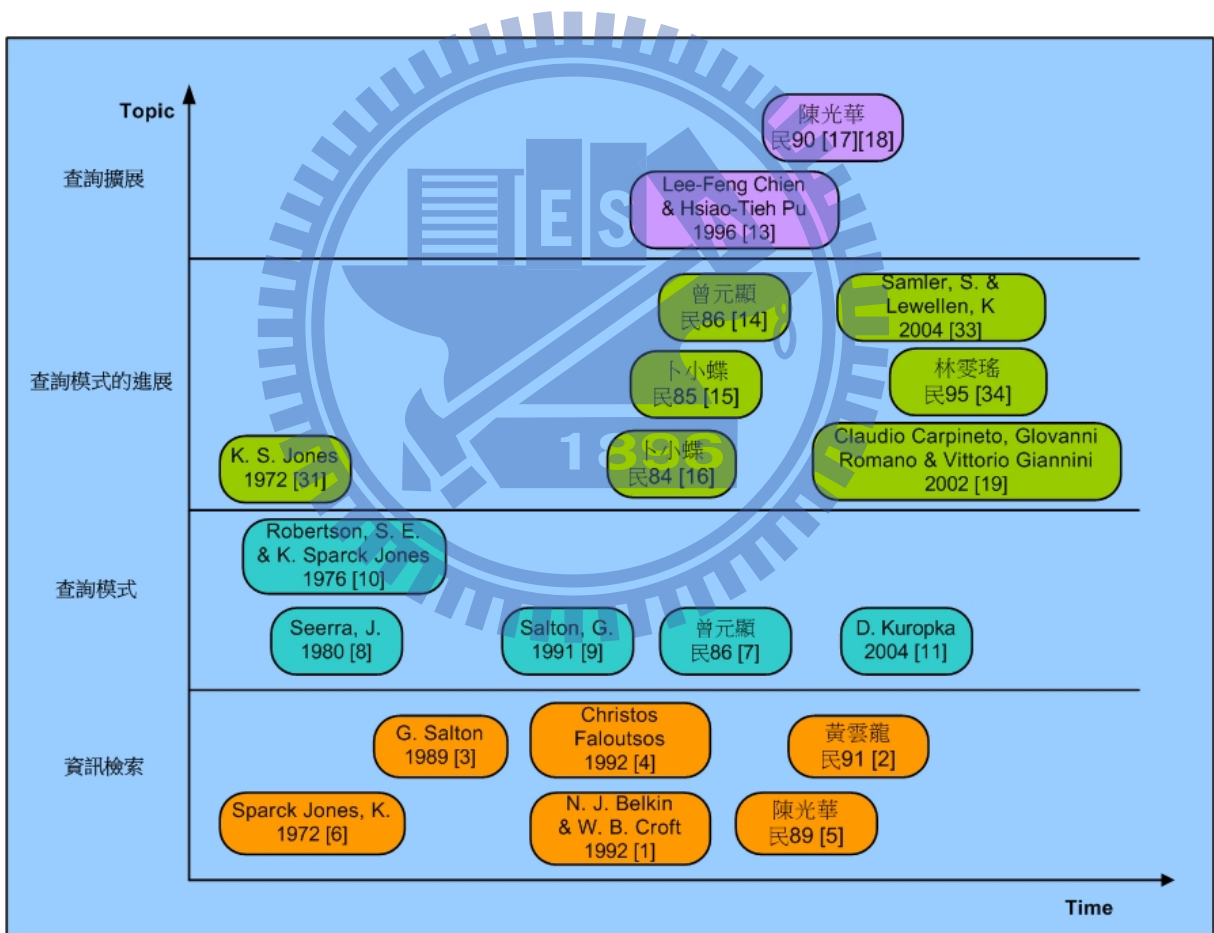 Topic
查詢擴展
陳光華
民90 [17][18]
Lee-Feng Chien
& Hsiao-Tieh Pu
1996 [13]
查詢模式的進展
曾元顯
民86 [14]
Samler, S. &
Lewellen, K
2004 [33]
卜小蝶
民85 [15]
林雯瑤
民95 [34]
K. S. Jones
1972 [31]
卜小蝶
民84 [16]
Claudio Carpineto, GIovanni
Romano & Vittorio Giannini
2002 [19]
查詢模式
Robertson, S. E.
& K. Sparck Jones
1976 [10]
Seerra, J.
1980 [8]
Salton, G.
1991 [9]
曾元顯
民86 [7]
D. Kuropka
2004 [11]
資訊檢索
G. Salton
1989 [3]
Christos
Faloutsos
1992 [4]
黃雲龍
民91 [2]
Sparck Jones, K.
1972 [6]
N. J. Belkin
& W. B. Croft
1992 [1]
陳光華
民89 [5]
Time
ES
1896